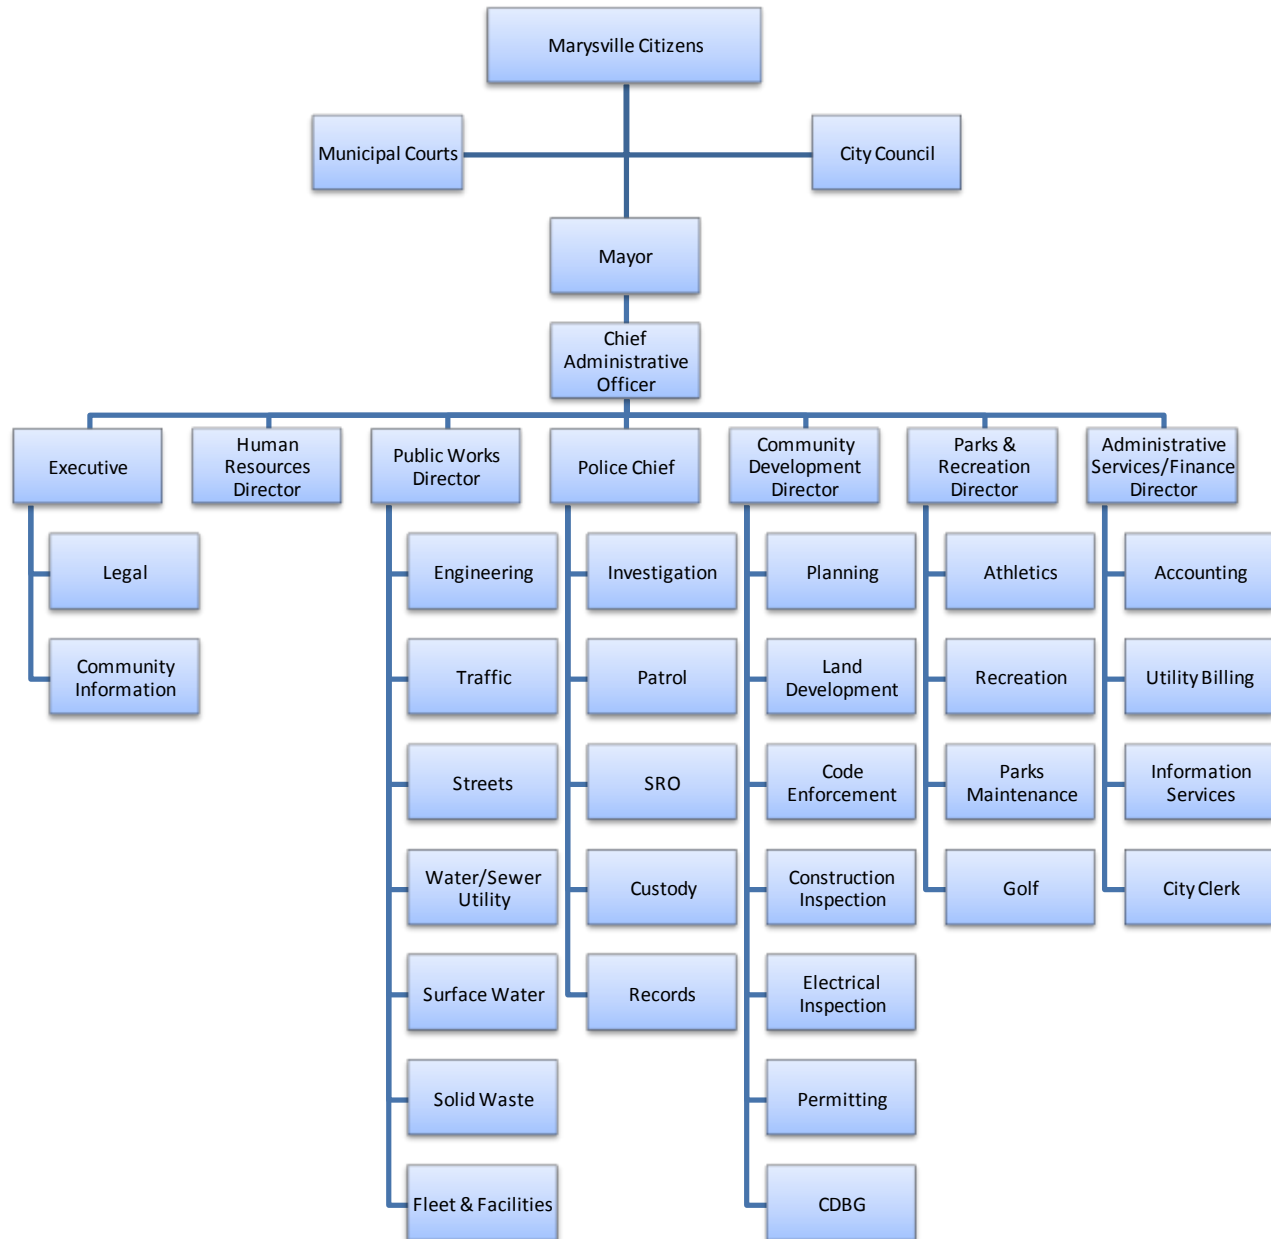 Marysville Citizens
Municipal Courts
City Council
Mayor
Chief
Administrative
Officer
Executive
Human
Resources
Director
Public Works
Director
Police Chief
Community
Development
Director
Parks &
Recreation
Director
Administrative
Services/Finance
Director
Legal
Community
Information
Engineering
Traffic
Streets
Water/Sewer
Utility
Surface Water
Solid Waste
Fleet & Facilities
Investigation
Patrol
SRO
Custody
Records
Planning
Land
Development
Code
Enforcement
Construction
Inspection
Electrical
Inspection
Permitting
CDBG
Athletics
Recreation
Parks
Maintenance
Golf
Accounting
Utility Billing
Information
Services
City Clerk